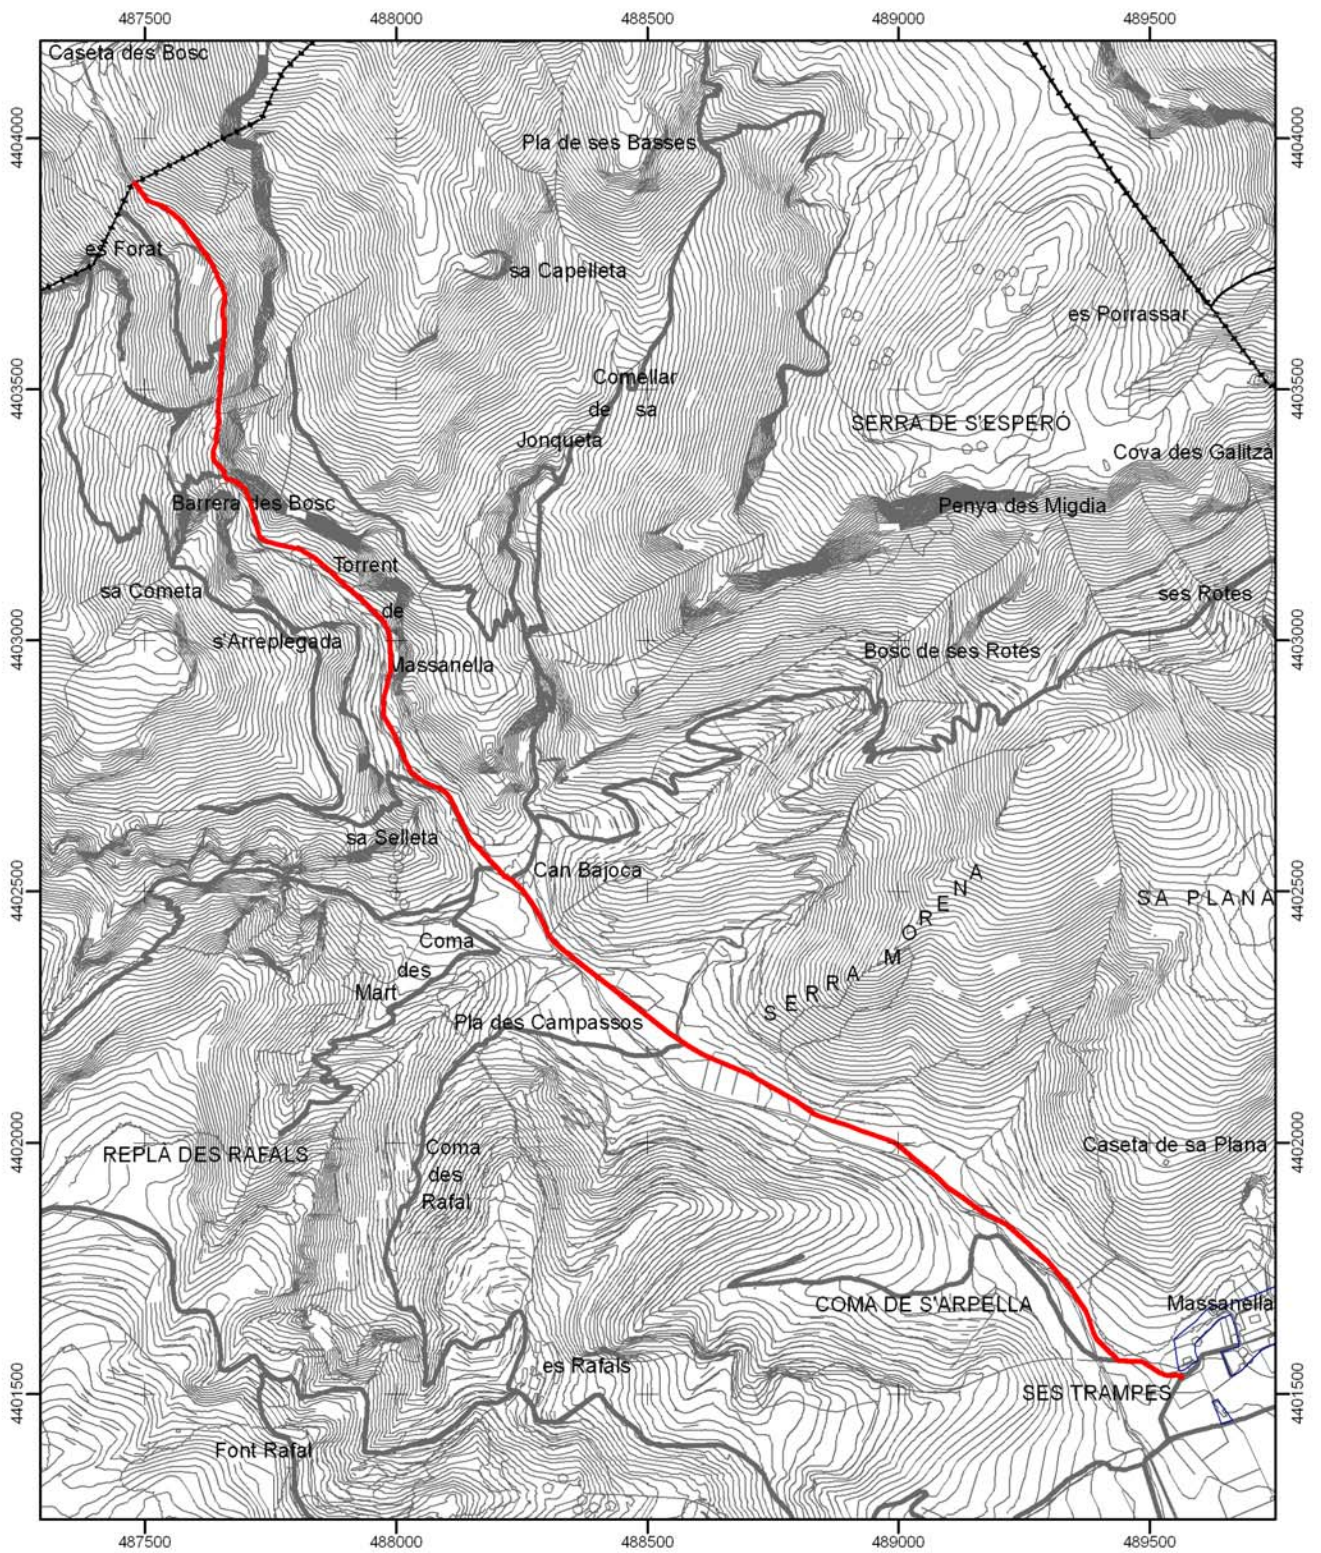 487500 488000 488500 489000 489500
Caseta des Bosc
4404000 4404000
Pla de ses Basses
es Forat
sa Capelleta
es Porrassar
Comellar
4403500 4403500
de sa
SERRA DE S'ESPERÓ
Jonqueta
Cova des Galitzà
Barrera des Bosc
Penya des Migdia
Torrent
sa Cometa
ses Rotes
de
s'Arreplegada
4403000 4403000
Bosc de ses Rotes
Massanella
sa Selleta
Can Bajoca
4402500 4402500
SA PLANA
SERRA MORENA
Coma
des
Mart
Pla des Campassos
4402000 4402000
Coma
Caseta de sa Plana
REPLÀ DES RAFALS
des
Rafal
COMA DE S'ARPELLA
Massanella
es Rafals
SES TRAMPES
4401500 4401500
Font Rafal
487500 488000 488500 489000 489500